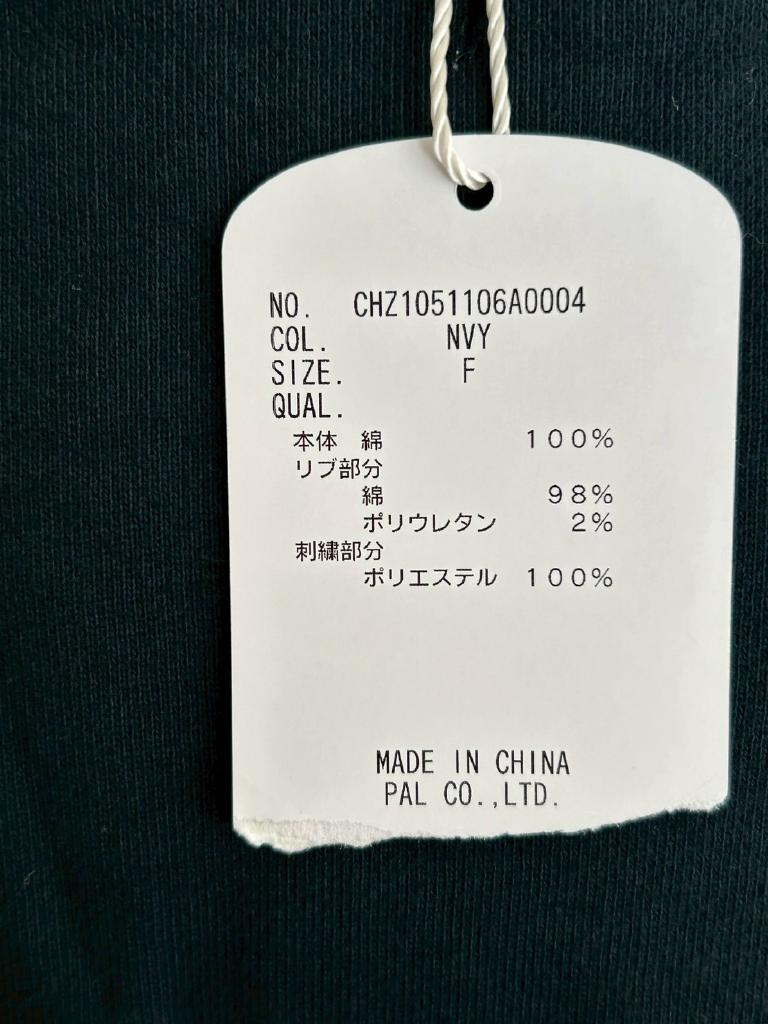 NO. CHZ1051106A0004
COL. NVY
SIZE. F
QUAL.
本体 綿 100%
リブ部分
綿 98%
ポリウレタン 2%
刺繍部分
ポリエステル 100%
MADE IN CHINA
PAL CO.,LTD.